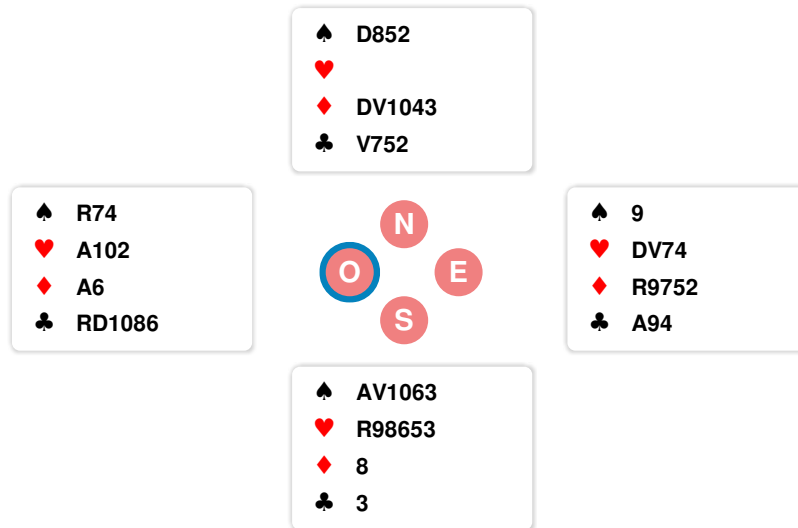 ♠ D852
♥
♦ DV1043
♣ V752
♠ R74
♥ A102
♦ A6
♣ RD1086
N
O E
S
♠ 9
♥ DV74
♦ R9752
♣ A94
♠ AV1063
♥ R98653
♦ 8
♣ 3